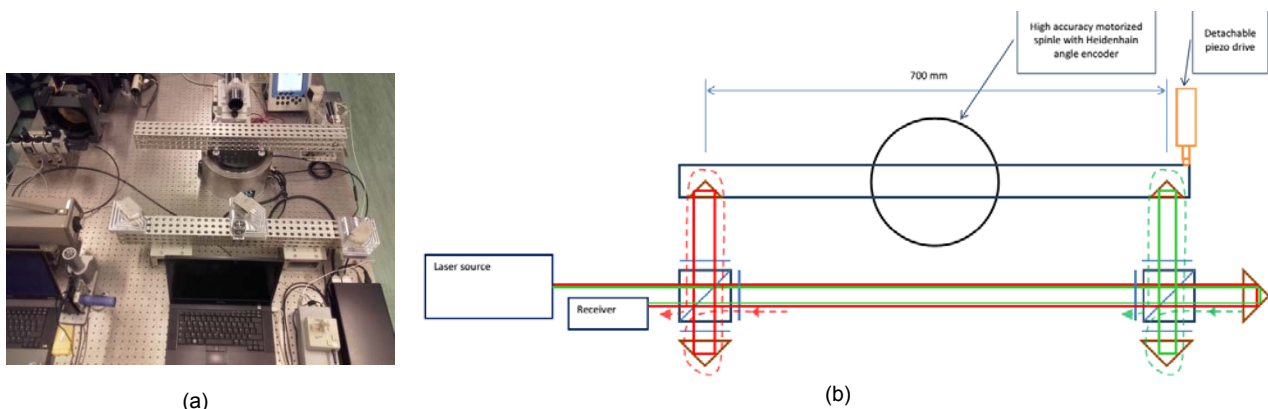 High accuracy motorized
spinle with Heidenhain
angle encoder
Detachable
piezo drive
700 mm
Laser source
Receiver
(a)
(b)